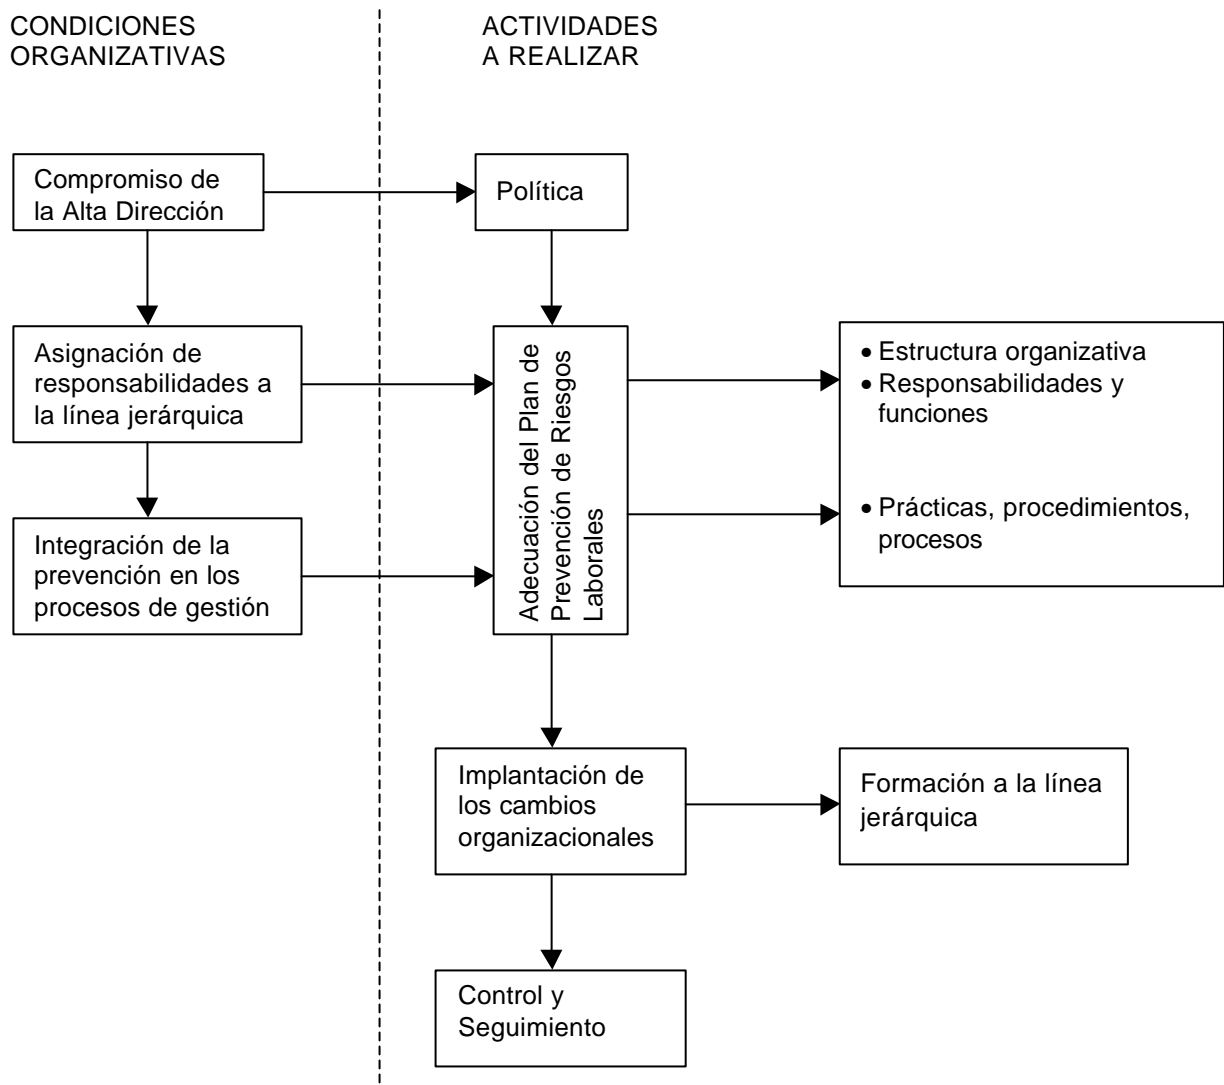 CONDICIONES
ORGANIZATIVAS
ACTIVIDADES
A REALIZAR
Compromiso de
la Alta Dirección
Política
Asignación de
responsabilidades a
la línea jerárquica
Adecuación del Plan de
Prevención de Riesgos
Laborales
• Estructura organizativa
• Responsabilidades y
funciones
• Prácticas, procedimientos,
procesos
Integración de la
prevención en los
procesos de gestión
Implantación de
los cambios
organizacionales
Formación a la línea
jerárquica
Control y
Seguimiento